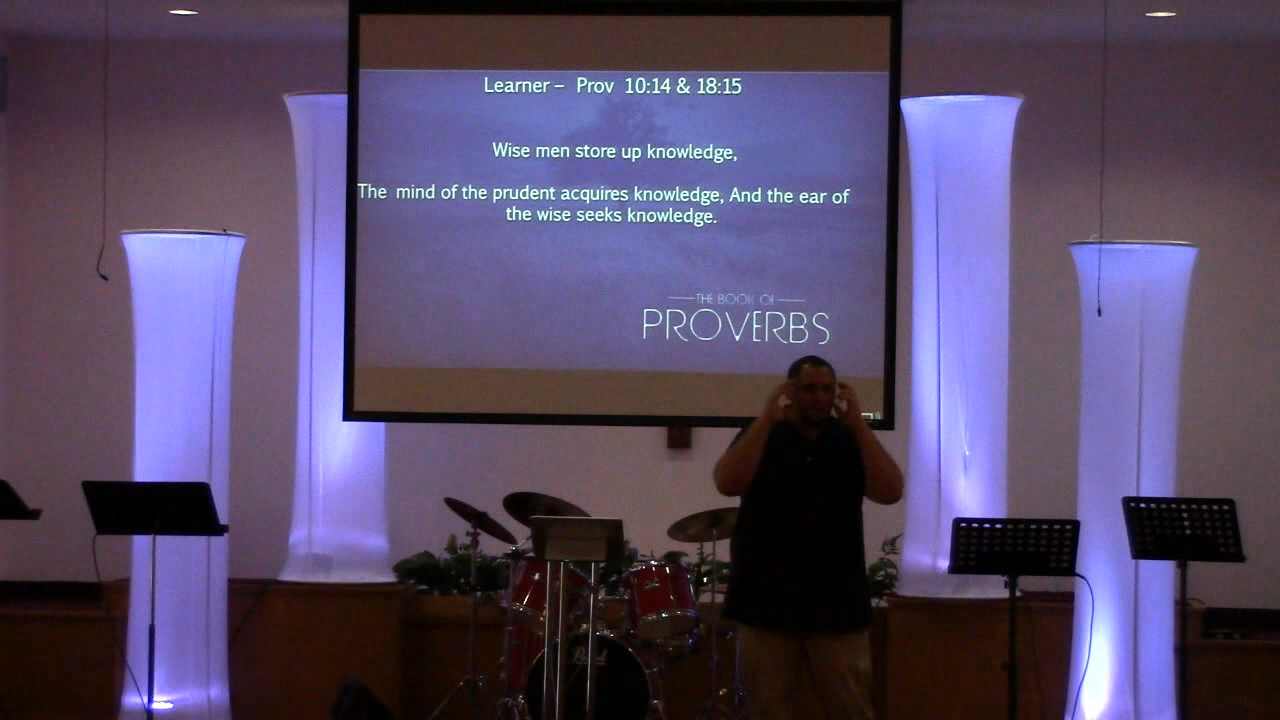 Learner – Prov 10:14 & 18:15
Wise men store up knowledge,
The mind of the prudent acquires knowledge, And the ear of
the wise seeks knowledge.
THE BOOK OF
PROVERBS
Pearl